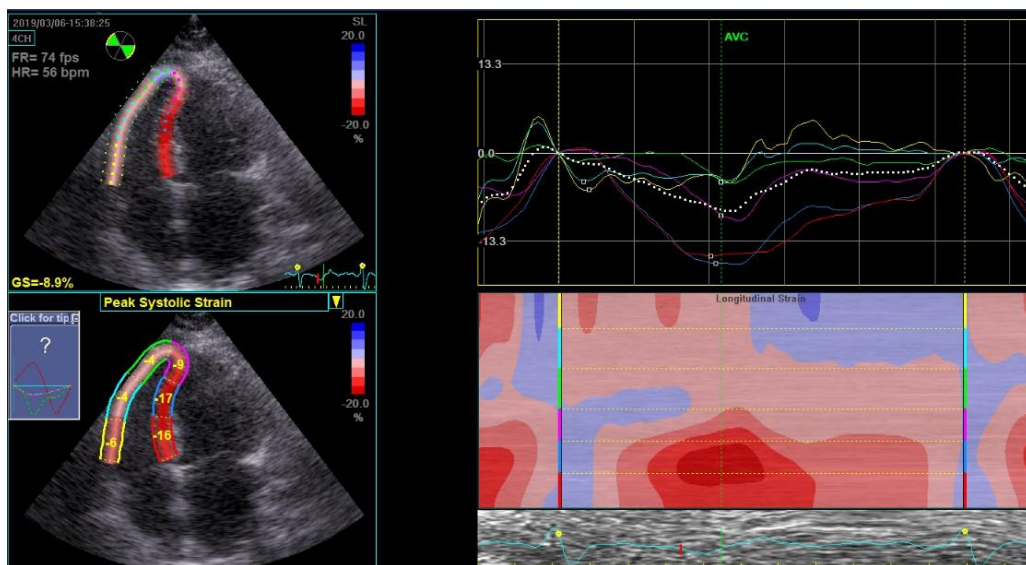 2019/03/06-15:38:25
4CH
FR= 74 fps
HR= 56 bpm
SL
20.0
-20.0
%
GS=-8.9%
AVC
13.3
0.0
-13.3
Peak Systolic Strain
Click for tip
?
20.0
-20.0
%
-4
-9
-4
-17
-6
-16
Longitudinal Strain